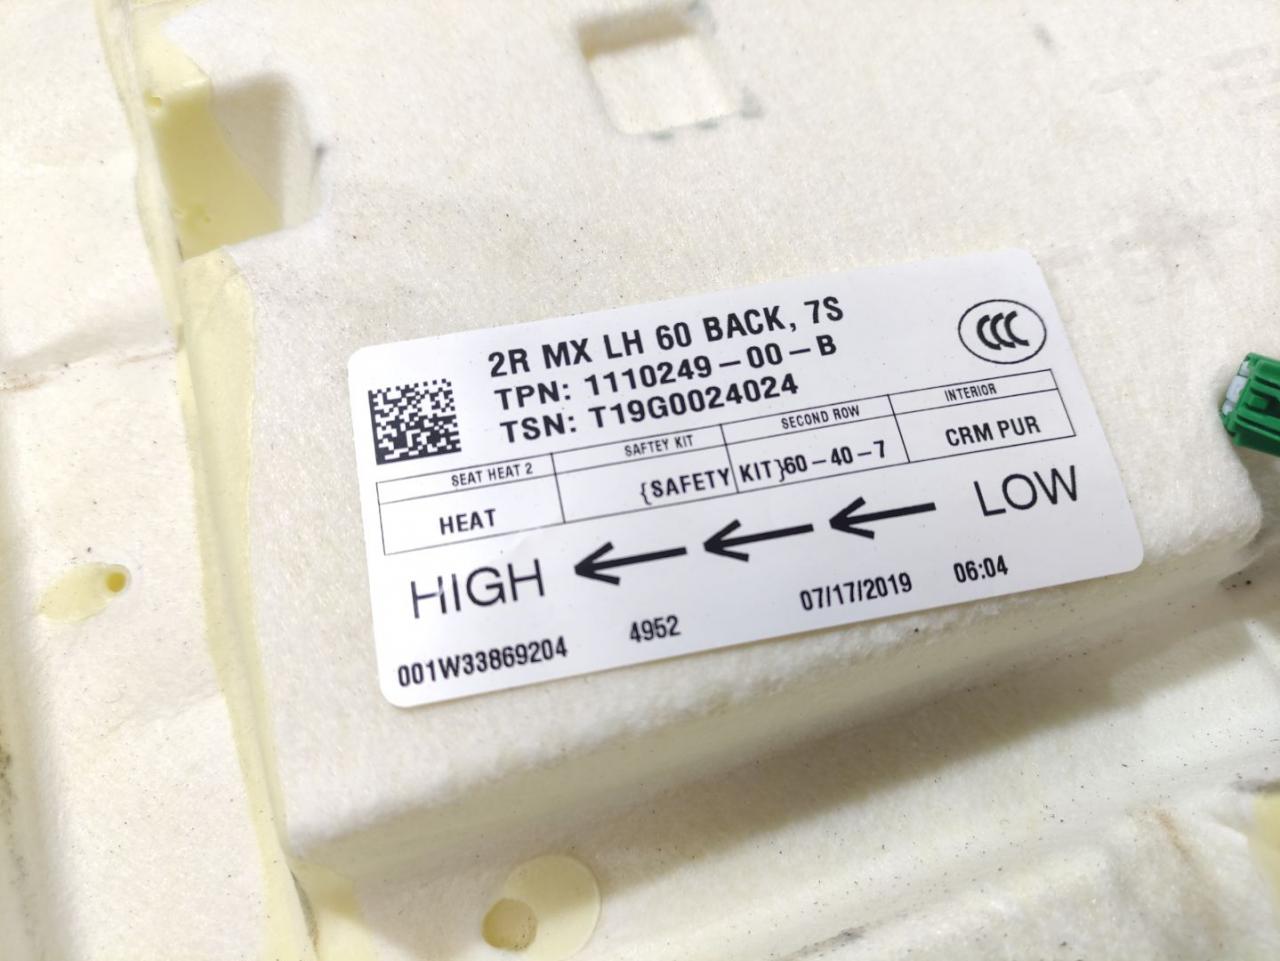 2R MX LH 60 BACK, 7S
TPN: 1110249-00-B
TSN: T19G0024024
CCC
SEAT HEAT 2 SAFTEY KIT SECOND ROW INTERIOR
HEAT {SAFETY KIT}60-40-7 CRM PUR
HIGH ← ← ← LOW
001W33869204 4952 07/17/2019 06:04